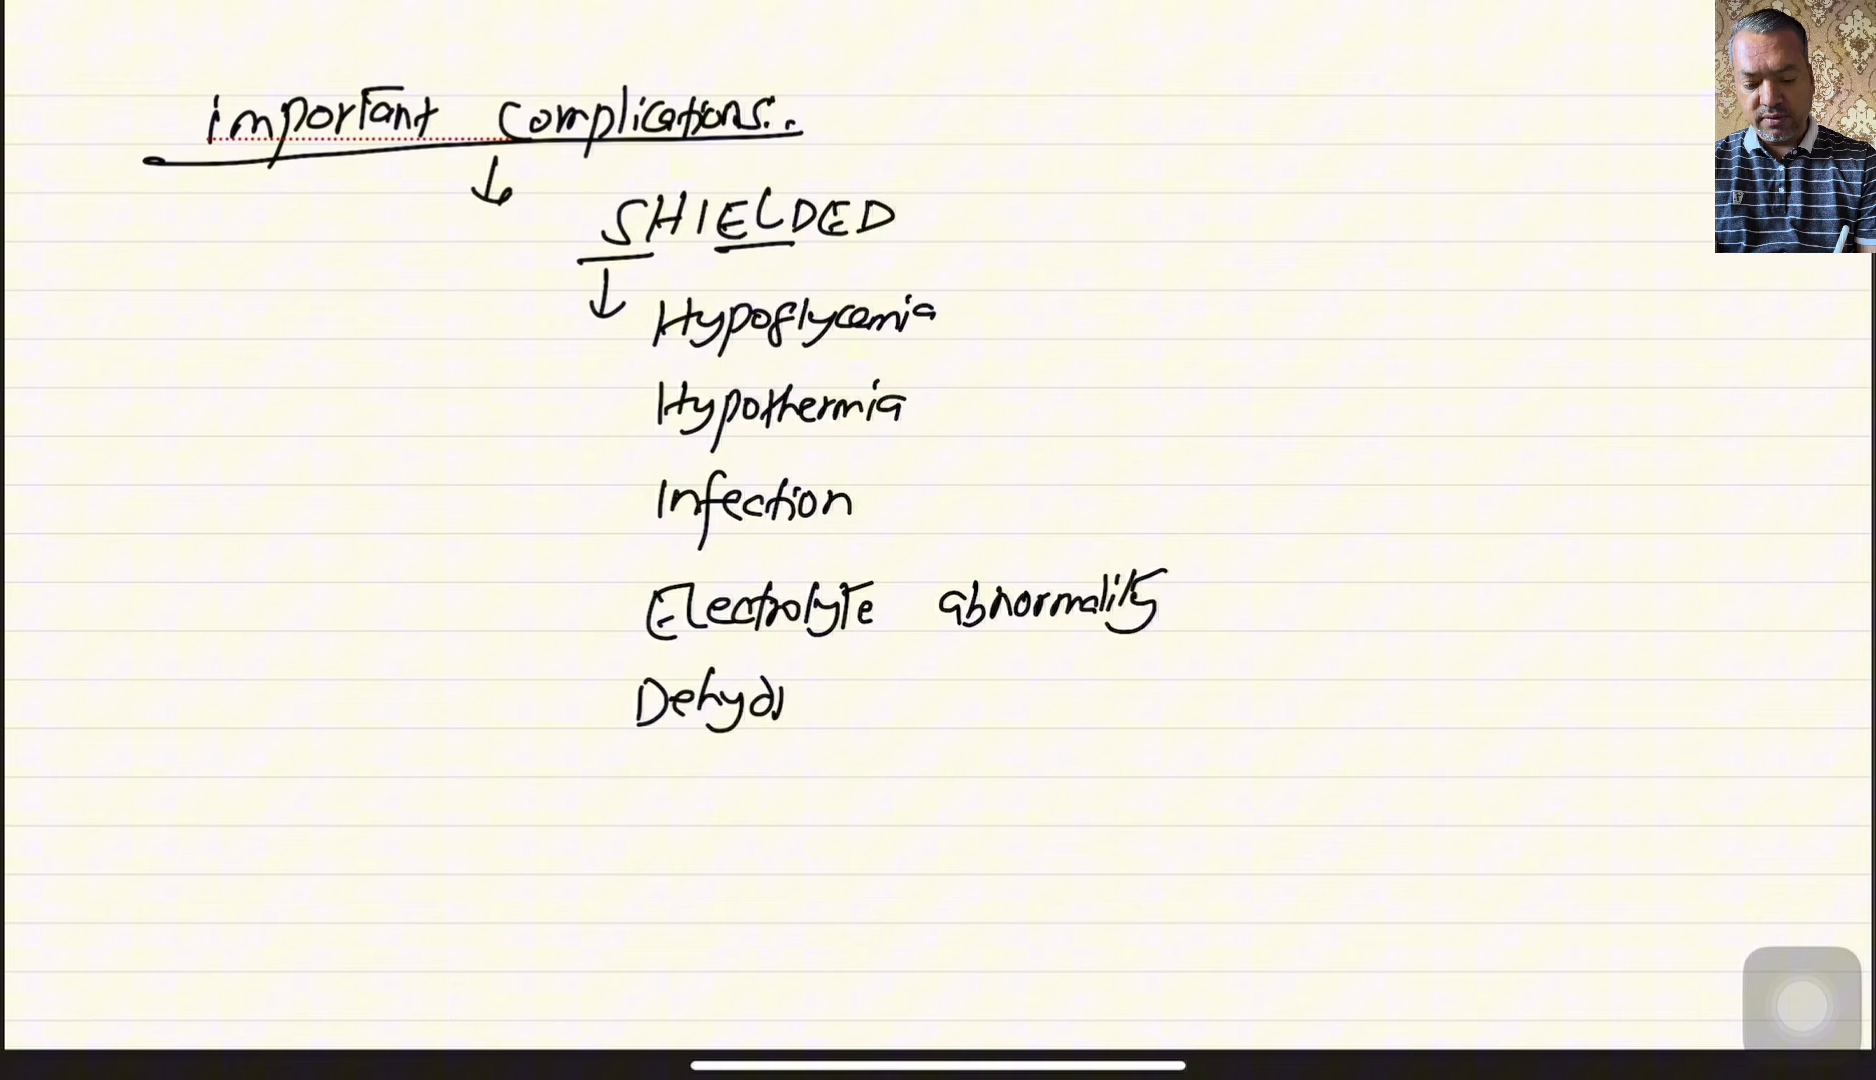 important complications..
SHIELDED
Hypoglycemia
Hypothermia
Infection
Electrolyte abnormality
Dehyd